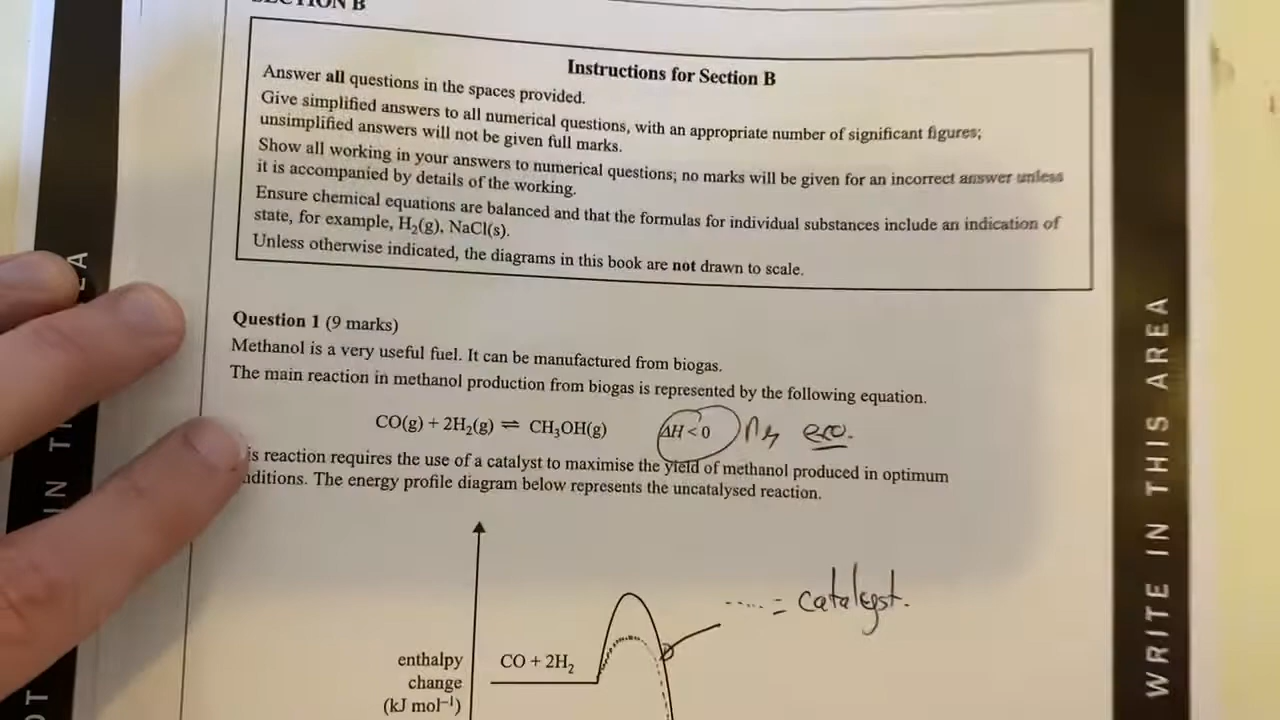 SECTION B
Instructions for Section B
Answer all questions in the spaces provided.
Give simplified answers to all numerical questions, with an appropriate number of significant figures;
unsimplified answers will not be given full marks.
Show all working in your answers to numerical questions; no marks will be given for an incorrect answer unless
it is accompanied by details of the working.
Ensure chemical equations are balanced and that the formulas for individual substances include an indication of
state, for example, H₂(g), NaCl(s).
Unless otherwise indicated, the diagrams in this book are not drawn to scale.
Question 1 (9 marks)
Methanol is a very useful fuel. It can be manufactured from biogas.
The main reaction in methanol production from biogas is represented by the following equation.
CO(g) + 2H₂(g) ⇌ CH₃OH(g) ΔH < 0 exo.
is reaction requires the use of a catalyst to maximise the yield of methanol produced in optimum
nditions. The energy profile diagram below represents the uncatalysed reaction.
..... = catalyst.
CO + 2H₂
enthalpy
change
(kJ mol⁻¹)
WRITE IN THIS AREA